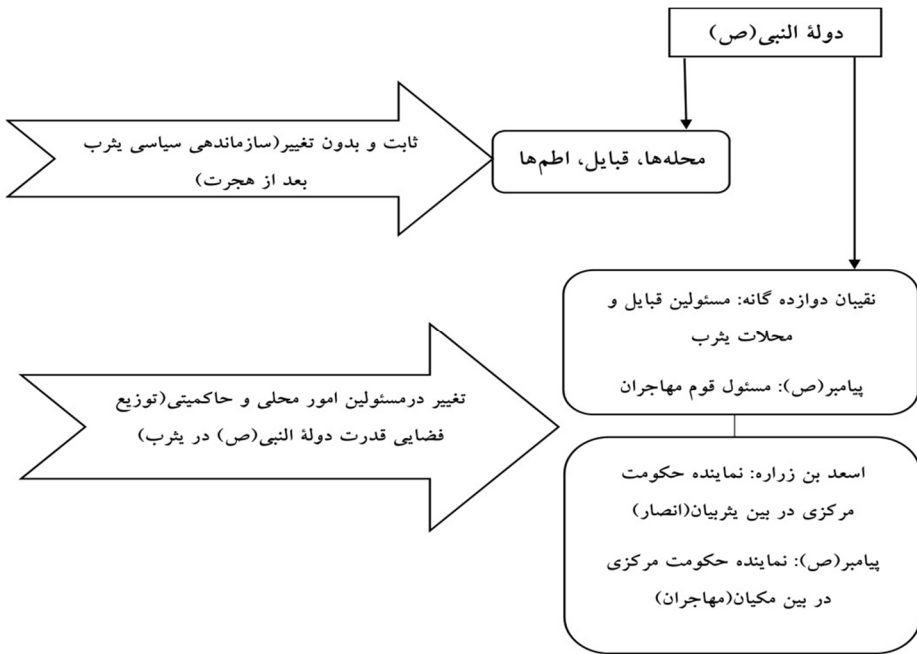 دولة النبی(ص)
محله‌ها، قبایل، اطم‌ها
ثابت و بدون تغییر(سازماندهی سیاسی یثرب
بعد از هجرت)
نقیبان دوازده گانه: مسئولین قبایل و
محلات یثرب
پیامبر(ص): مسئول قوم مهاجران
تغییر درمسئولین امور محلی و حاکمیتی(توزیع
فضایی قدرت دولة النبی(ص) در یثرب)
اسعد بن زراره: نماینده حکومت
مرکزی در بین یثربیان(انصار)
پیامبر(ص): نماینده حکومت مرکزی
در بین مکیان(مهاجران)